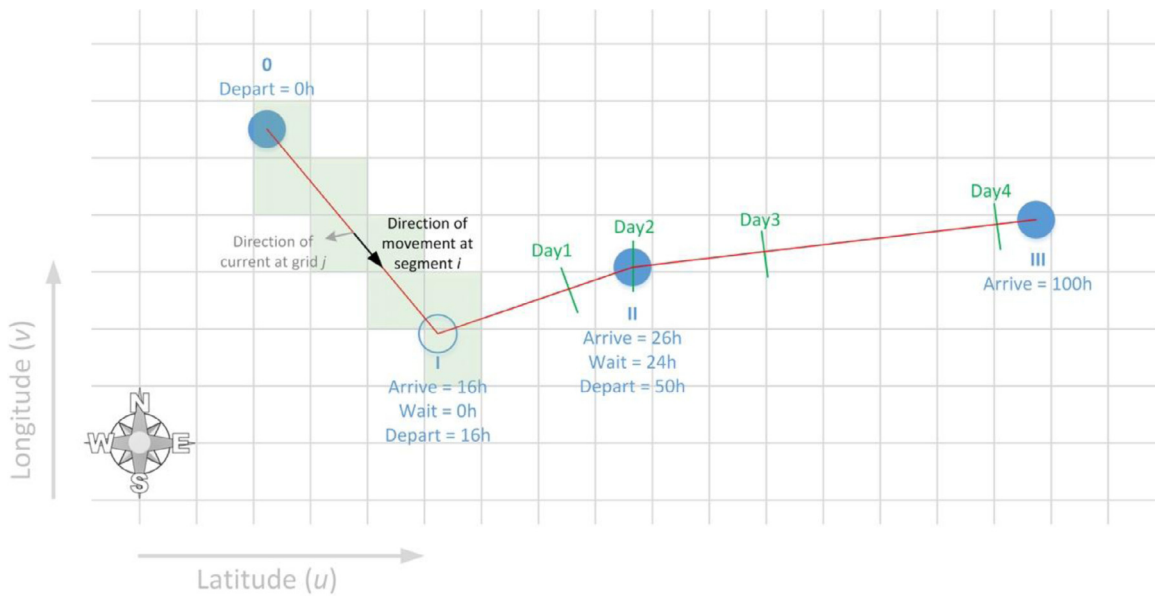 0
Depart = 0h
Direction of
movement at
segment i
Direction of
current at grid j
Day1
Day2
Day3
Day4
I
Arrive = 16h
Wait = 0h
Depart = 16h
II
Arrive = 26h
Wait = 24h
Depart = 50h
III
Arrive = 100h
N
W
E
S
Longitude (v)
Latitude (u)